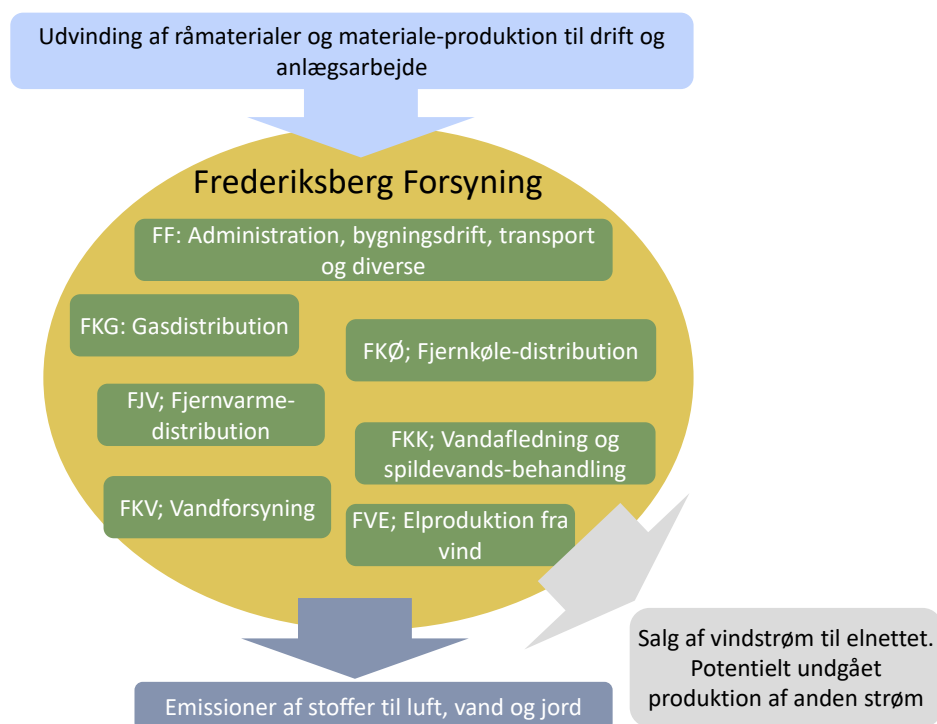 Udvinding af råmaterialer og materiale-produktion til drift og
anlægsarbejde
Frederiksberg Forsyning
FF: Administration, bygningsdrift, transport
og diverse
FKG: Gasdistribution
FKØ; Fjernkøle-distribution
FJV; Fjernvarme-
distribution
FKK; Vandafledning og
spildevands-behandling
FKV; Vandforsyning
FVE; Elproduktion fra
vind
Salg af vindstrøm til elnettet.
Potentielt undgået
produktion af anden strøm
Emissioner af stoffer til luft, vand og jord